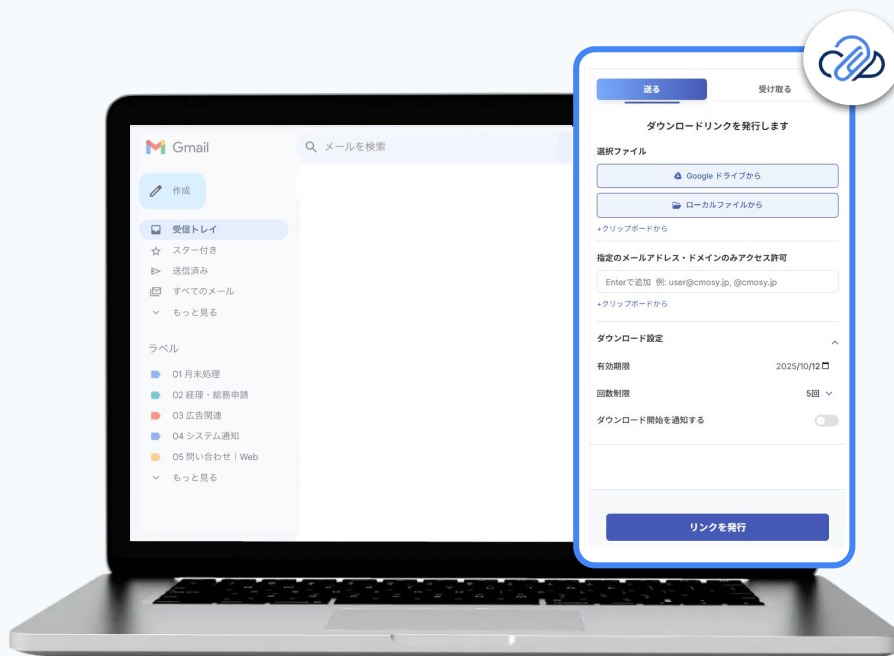 Gmail
メールを検索
作成
受信トレイ
スター付き
送信済み
すべてのメール
もっと見る
ラベル
01 月末処理
02 経理・総務申請
03 広告関連
04 システム通知
05 問い合わせ｜Web
もっと見る
送る 受け取る
ダウンロードリンクを発行します
選択ファイル
Google ドライブから
ローカルファイルから
+クリップボードから
指定のメールアドレス・ドメインのみアクセス許可
Enterで追加 例: user@cmosy.jp, @cmosy.jp
+クリップボードから
ダウンロード設定
有効期限 2025/10/12
回数制限 5回
ダウンロード開始を通知する
リンクを発行